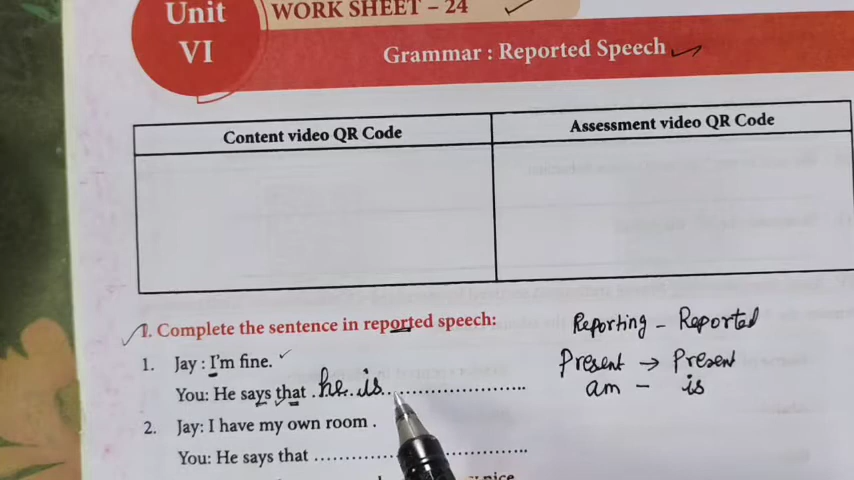 Unit
VI
WORK SHEET – 24
Grammar : Reported Speech
Content video QR Code
Assessment video QR Code
I. Complete the sentence in reported speech:
1. Jay : I'm fine.
You: He says that he is
2. Jay: I have my own room .
You: He says that
nice
Reporting - Reported
Present → Present
am - is